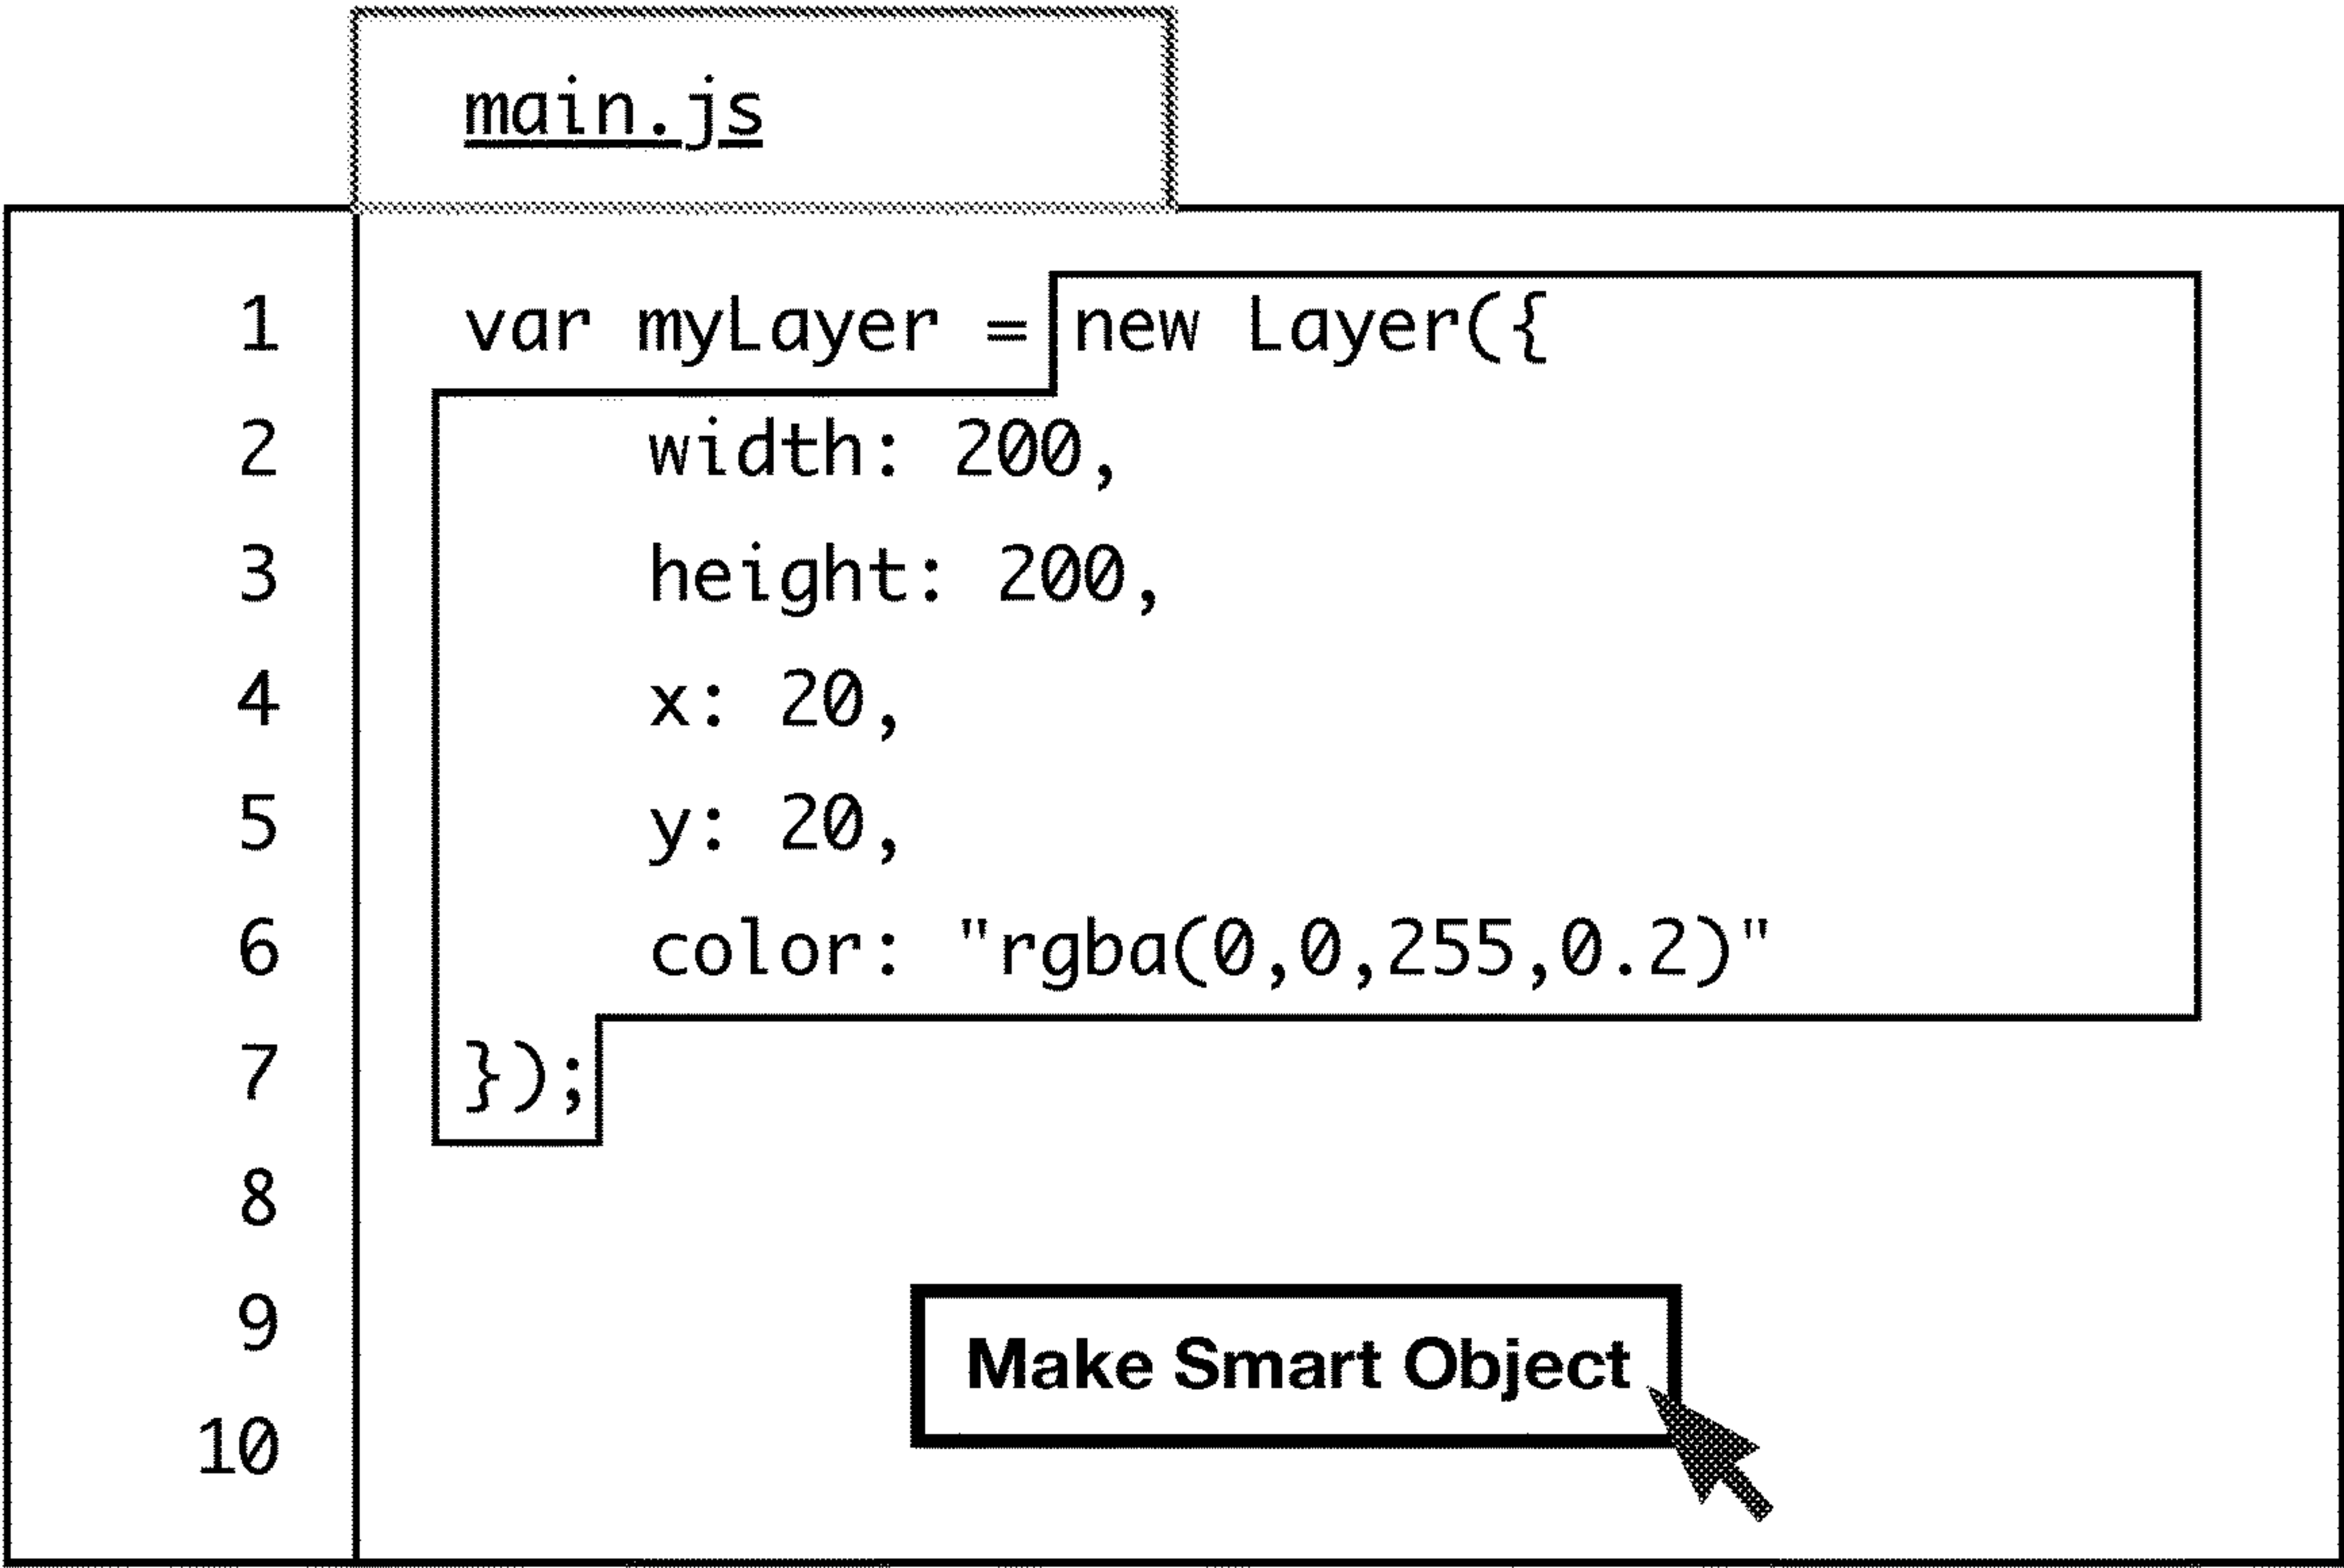 main.js
1 var myLayer = new Layer({
2 width: 200,
3 height: 200,
4 x: 20,
5 y: 20,
6 color: "rgba(0,0,255,0.2)"
7 });
8
9
Make Smart Object
10